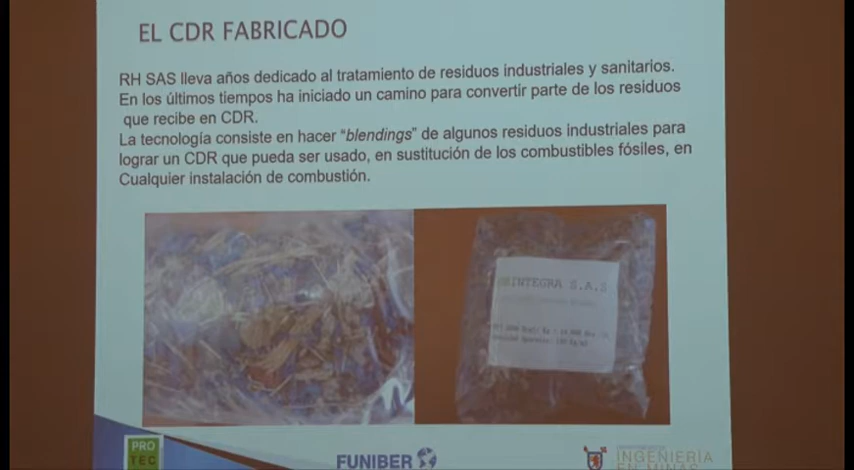 EL CDR FABRICADO
RH SAS lleva años dedicado al tratamiento de residuos industriales y sanitarios.
En los últimos tiempos ha iniciado un camino para convertir parte de los residuos
que recibe en CDR.
La tecnología consiste en hacer “blendings” de algunos residuos industriales para
lograr un CDR que pueda ser usado, en sustitución de los combustibles fósiles, en
Cualquier instalación de combustión.
INTEGRA S.A.S
PRO
TEC
FUNIBER
INGENIERÍA
EN MINAS